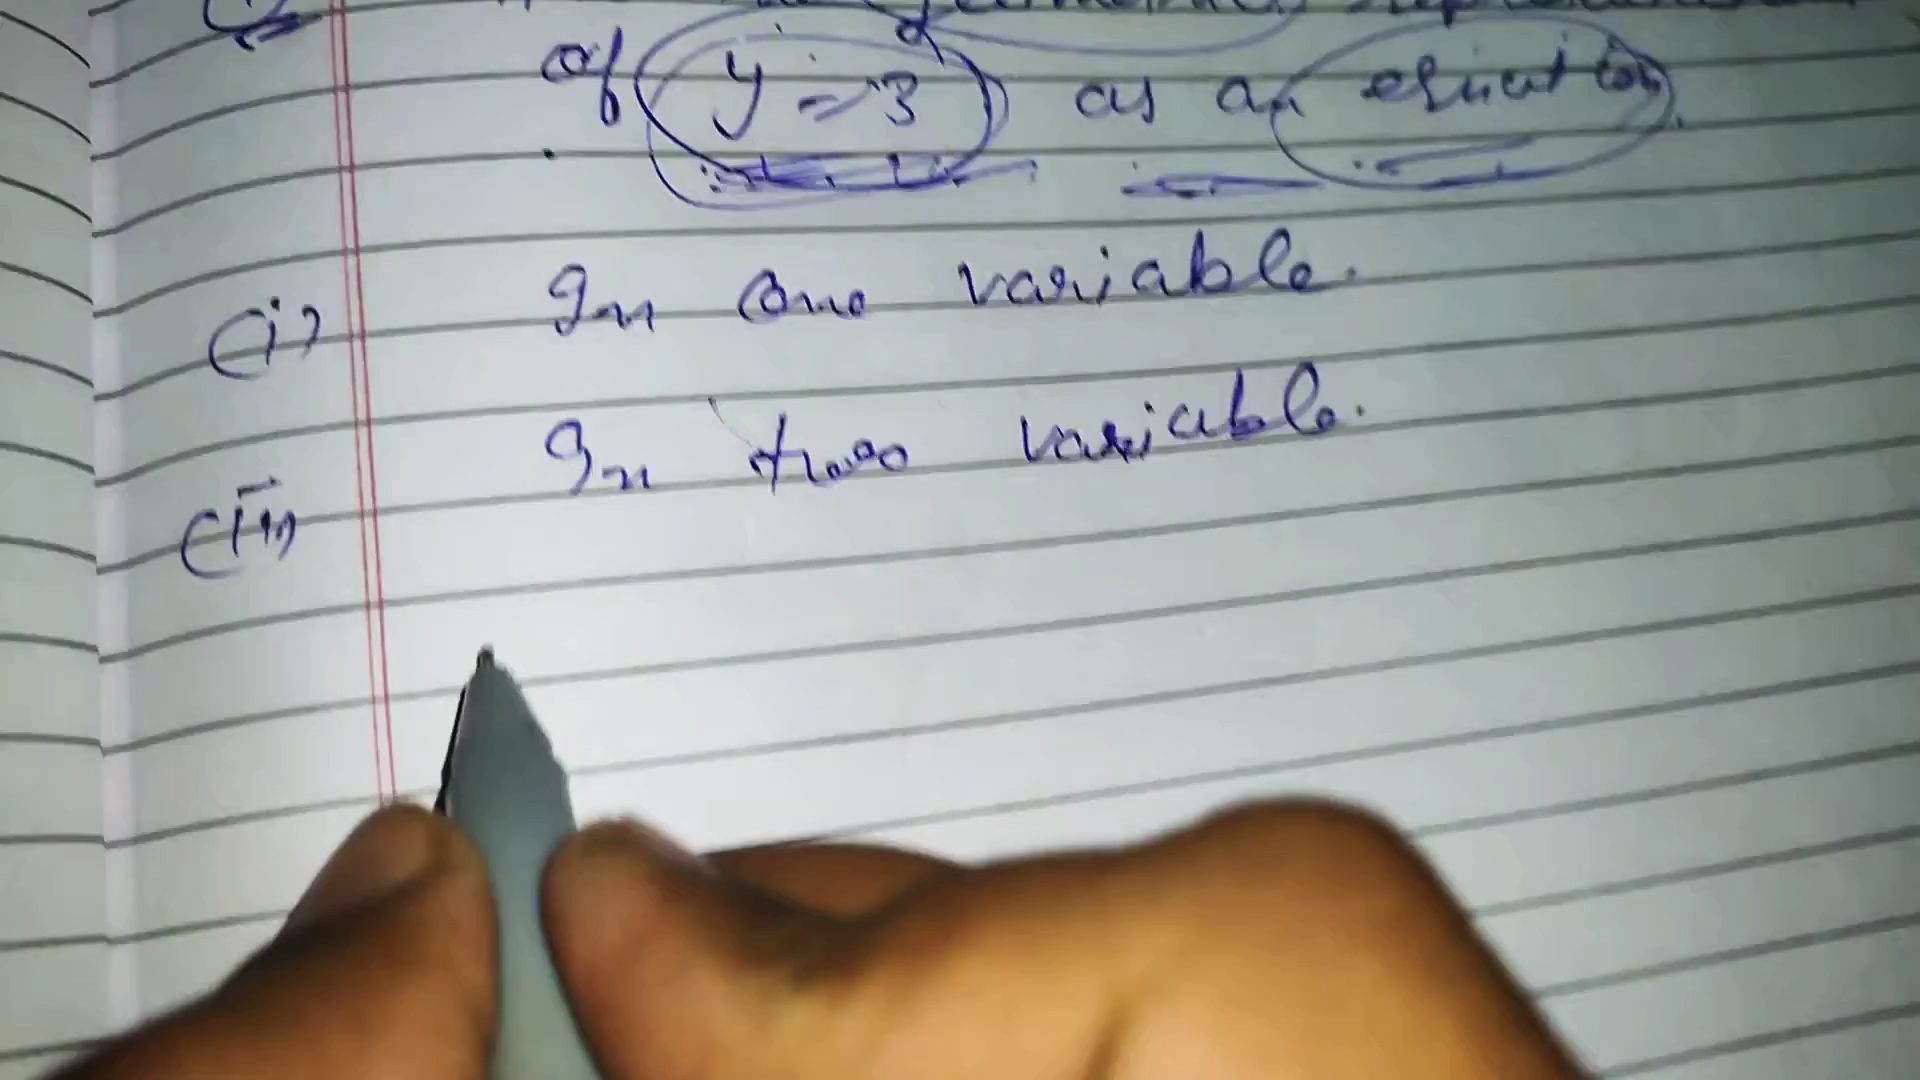 of y = 3 as an equation.
(i) In one variable.
(ii) In two variable.